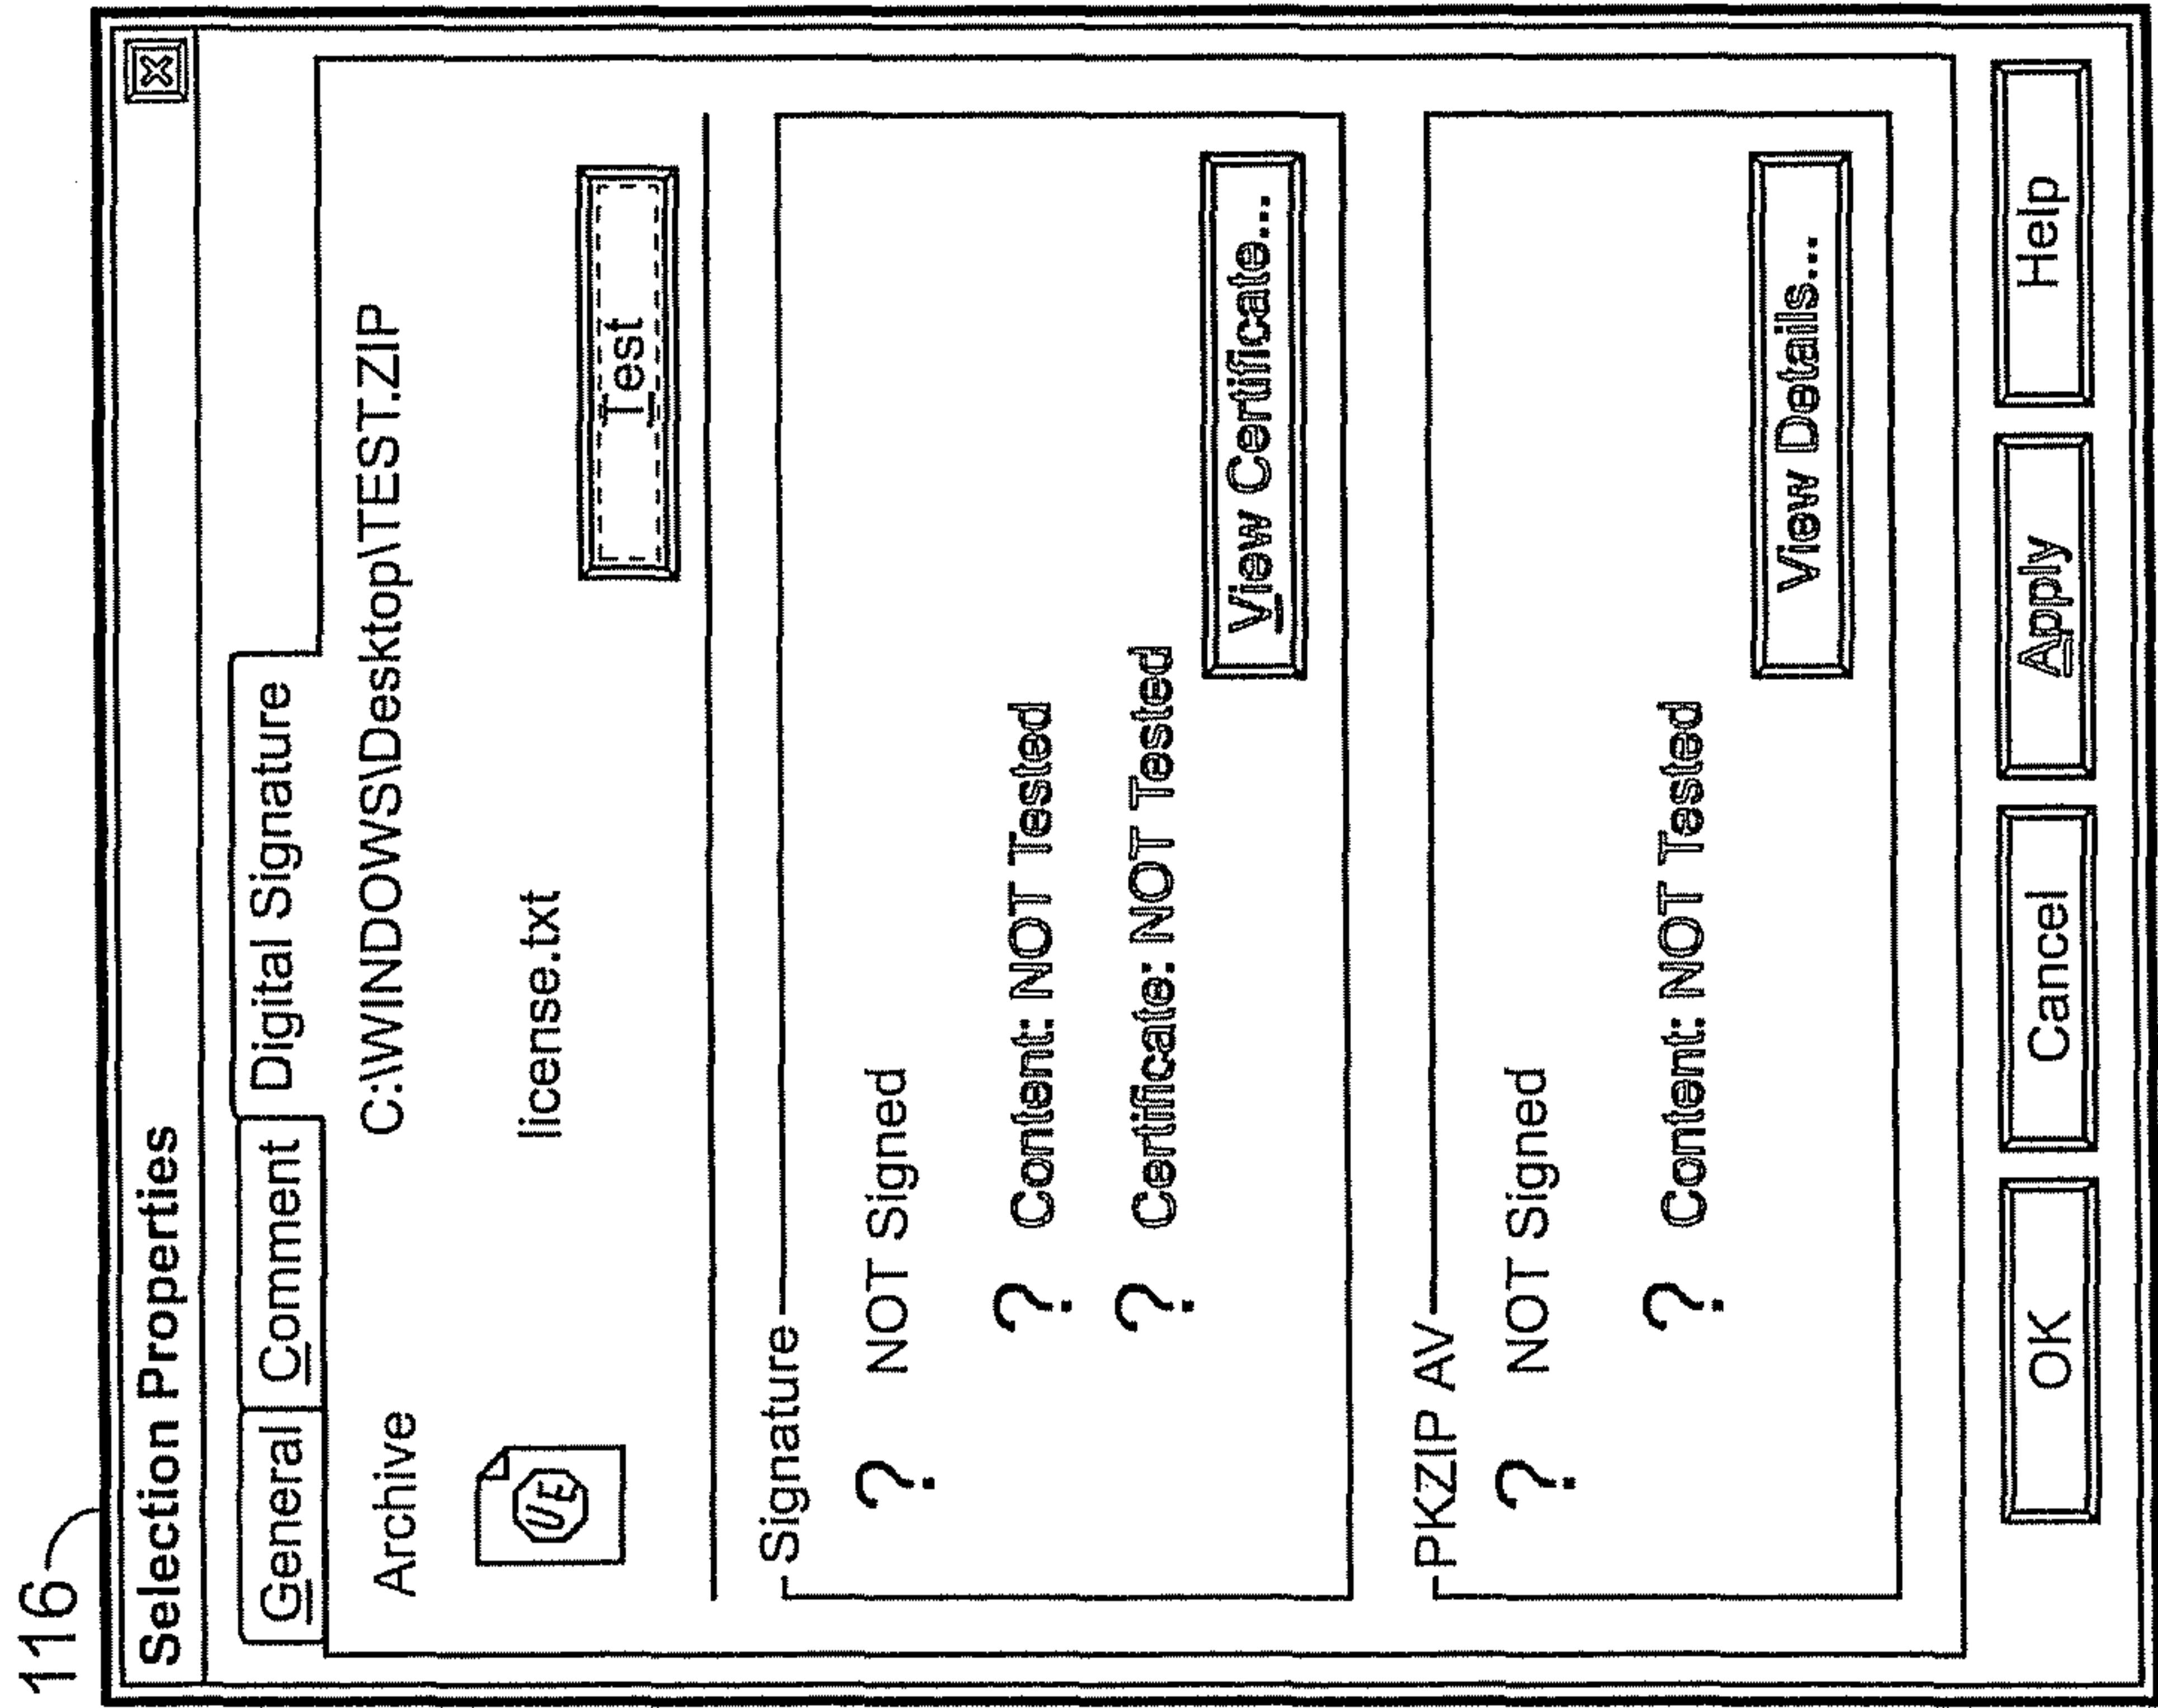 116
Selection Properties
General Comment Digital Signature
Archive C:\WINDOWS\Desktop\TEST.ZIP
UE license.txt
Test
Signature
? NOT Signed
? Content: NOT Tested
? Certificate: NOT Tested
View Certificate...
PKZIP AV
? NOT Signed
? Content: NOT Tested
View Details...
OK Cancel Apply Help